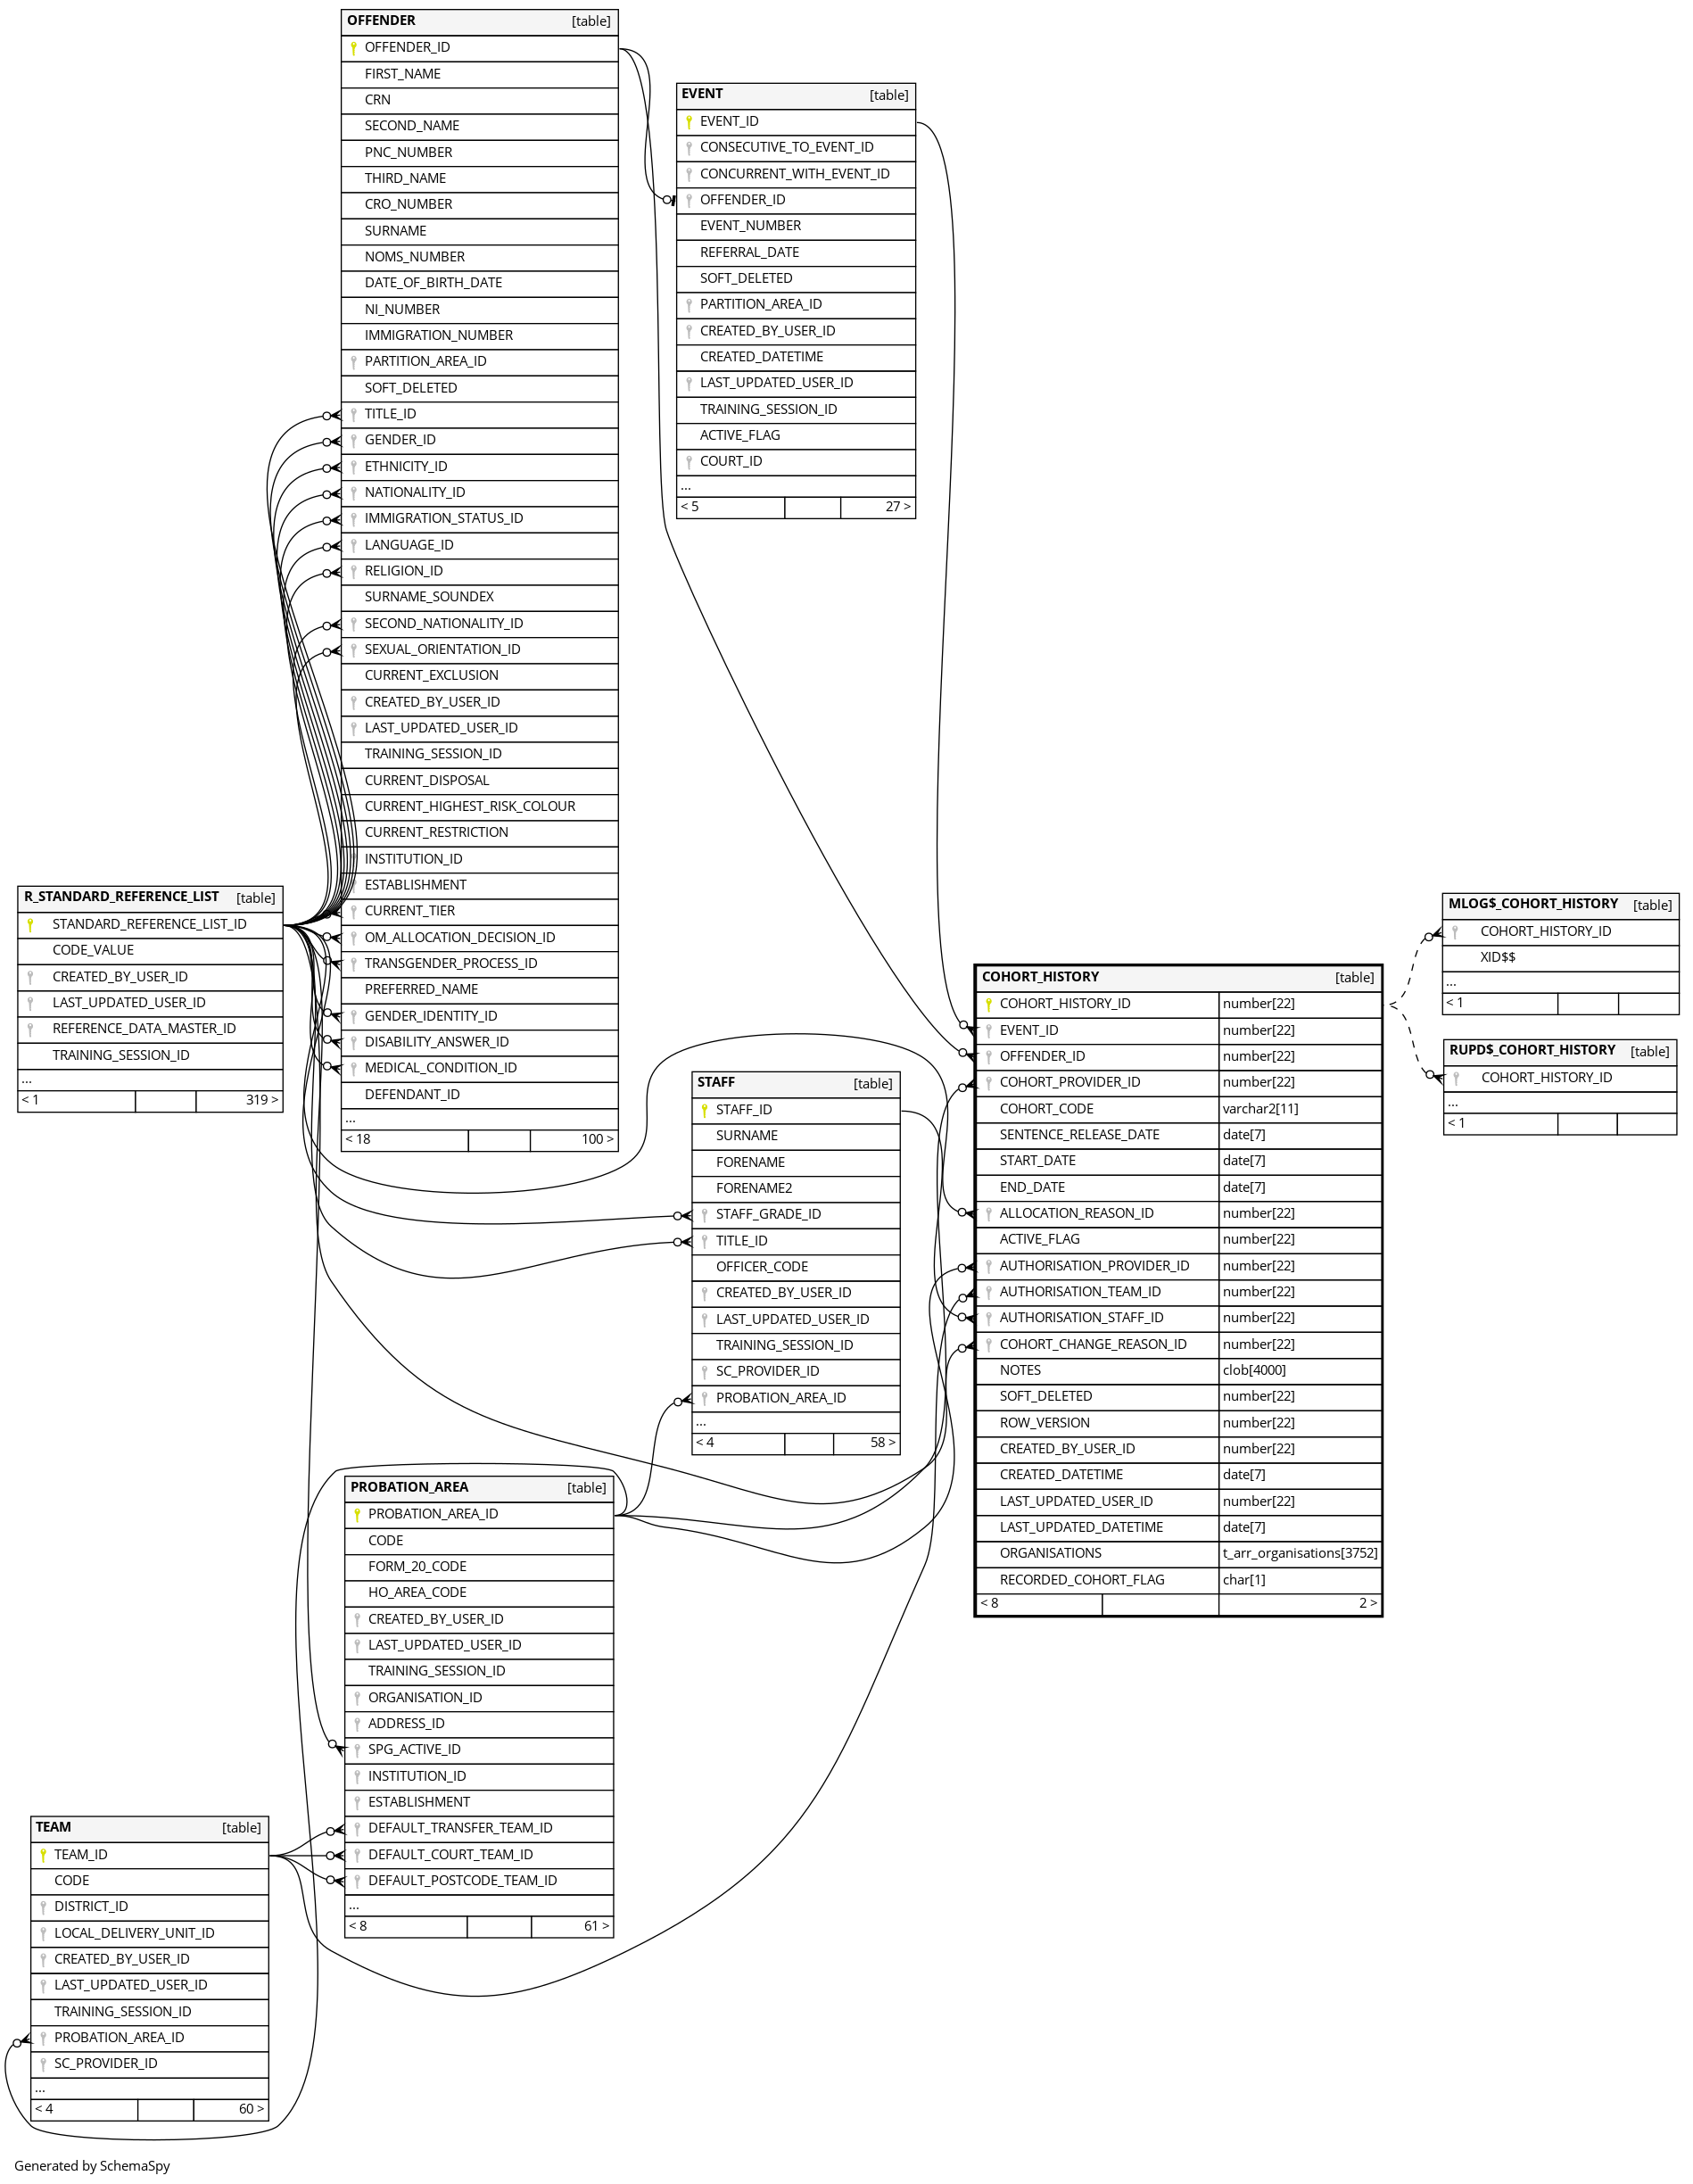 OFFENDER [table]
OFFENDER_ID
FIRST_NAME
CRN
SECOND_NAME
PNC_NUMBER
THIRD_NAME
CRO_NUMBER
SURNAME
NOMS_NUMBER
DATE_OF_BIRTH_DATE
NI_NUMBER
IMMIGRATION_NUMBER
PARTITION_AREA_ID
SOFT_DELETED
TITLE_ID
GENDER_ID
ETHNICITY_ID
NATIONALITY_ID
IMMIGRATION_STATUS_ID
LANGUAGE_ID
RELIGION_ID
SURNAME_SOUNDEX
SECOND_NATIONALITY_ID
SEXUAL_ORIENTATION_ID
CURRENT_EXCLUSION
CREATED_BY_USER_ID
LAST_UPDATED_USER_ID
TRAINING_SESSION_ID
CURRENT_DISPOSAL
CURRENT_HIGHEST_RISK_COLOUR
CURRENT_RESTRICTION
INSTITUTION_ID
ESTABLISHMENT
CURRENT_TIER
OM_ALLOCATION_DECISION_ID
TRANSGENDER_PROCESS_ID
PREFERRED_NAME
GENDER_IDENTITY_ID
DISABILITY_ANSWER_ID
MEDICAL_CONDITION_ID
DEFENDANT_ID
...
< 18 100 >
EVENT [table]
EVENT_ID
CONSECUTIVE_TO_EVENT_ID
CONCURRENT_WITH_EVENT_ID
OFFENDER_ID
EVENT_NUMBER
REFERRAL_DATE
SOFT_DELETED
PARTITION_AREA_ID
CREATED_BY_USER_ID
CREATED_DATETIME
LAST_UPDATED_USER_ID
TRAINING_SESSION_ID
ACTIVE_FLAG
COURT_ID
...
< 5 27 >
R_STANDARD_REFERENCE_LIST [table]
STANDARD_REFERENCE_LIST_ID
CODE_VALUE
CREATED_BY_USER_ID
LAST_UPDATED_USER_ID
REFERENCE_DATA_MASTER_ID
TRAINING_SESSION_ID
...
< 1 319 >
MLOG$_COHORT_HISTORY [table]
COHORT_HISTORY_ID
XID$$
...
< 1
RUPD$_COHORT_HISTORY [table]
COHORT_HISTORY_ID
...
< 1
COHORT_HISTORY [table]
COHORT_HISTORY_ID number[22]
EVENT_ID number[22]
OFFENDER_ID number[22]
COHORT_PROVIDER_ID number[22]
COHORT_CODE varchar2[11]
SENTENCE_RELEASE_DATE date[7]
START_DATE date[7]
END_DATE date[7]
ALLOCATION_REASON_ID number[22]
ACTIVE_FLAG number[22]
AUTHORISATION_PROVIDER_ID number[22]
AUTHORISATION_TEAM_ID number[22]
AUTHORISATION_STAFF_ID number[22]
COHORT_CHANGE_REASON_ID number[22]
NOTES clob[4000]
SOFT_DELETED number[22]
ROW_VERSION number[22]
CREATED_BY_USER_ID number[22]
CREATED_DATETIME date[7]
LAST_UPDATED_USER_ID number[22]
LAST_UPDATED_DATETIME date[7]
ORGANISATIONS t_arr_organisations[3752]
RECORDED_COHORT_FLAG char[1]
< 8 2 >
STAFF [table]
STAFF_ID
SURNAME
FORENAME
FORENAME2
STAFF_GRADE_ID
TITLE_ID
OFFICER_CODE
CREATED_BY_USER_ID
LAST_UPDATED_USER_ID
TRAINING_SESSION_ID
SC_PROVIDER_ID
PROBATION_AREA_ID
...
< 4 58 >
PROBATION_AREA [table]
PROBATION_AREA_ID
CODE
FORM_20_CODE
HO_AREA_CODE
CREATED_BY_USER_ID
LAST_UPDATED_USER_ID
TRAINING_SESSION_ID
ORGANISATION_ID
ADDRESS_ID
SPG_ACTIVE_ID
INSTITUTION_ID
ESTABLISHMENT
DEFAULT_TRANSFER_TEAM_ID
DEFAULT_COURT_TEAM_ID
DEFAULT_POSTCODE_TEAM_ID
...
< 8 61 >
TEAM [table]
TEAM_ID
CODE
DISTRICT_ID
LOCAL_DELIVERY_UNIT_ID
CREATED_BY_USER_ID
LAST_UPDATED_USER_ID
TRAINING_SESSION_ID
PROBATION_AREA_ID
SC_PROVIDER_ID
...
< 4 60 >
Generated by SchemaSpy